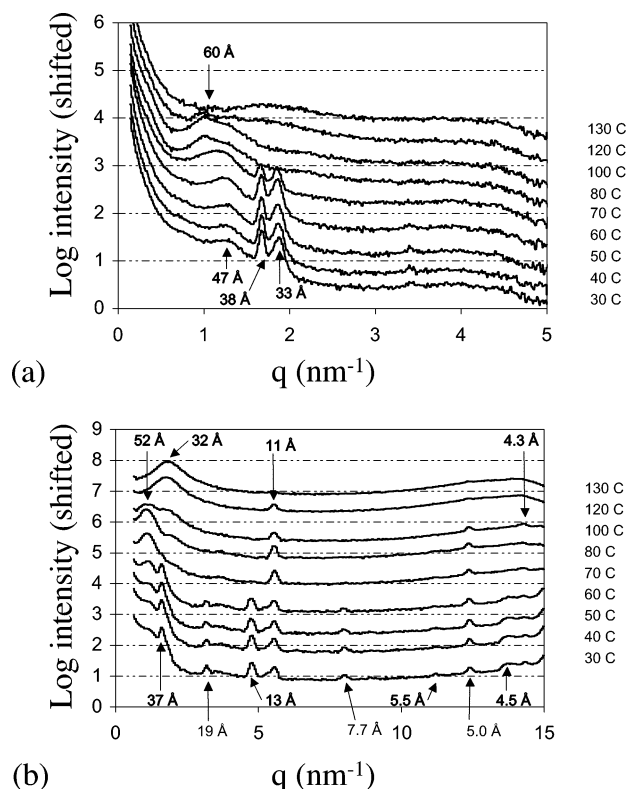 6
5
4
3
2
1
0
Log intensity (shifted)
60 Å
47 Å
38 Å
33 Å
130 C
120 C
100 C
80 C
70 C
60 C
50 C
40 C
30 C
0 1 2 3 4 5
(a) q (nm-1)
9
8
7
6
5
4
3
2
1
0
Log intensity (shifted)
52 Å 32 Å 11 Å 4.3 Å
130 C
120 C
100 C
80 C
70 C
60 C
50 C
40 C
30 C
37 Å 19 Å 13 Å 7.7 Å 5.5 Å 5.0 Å 4.5 Å
0 5 10 15
(b) q (nm-1)